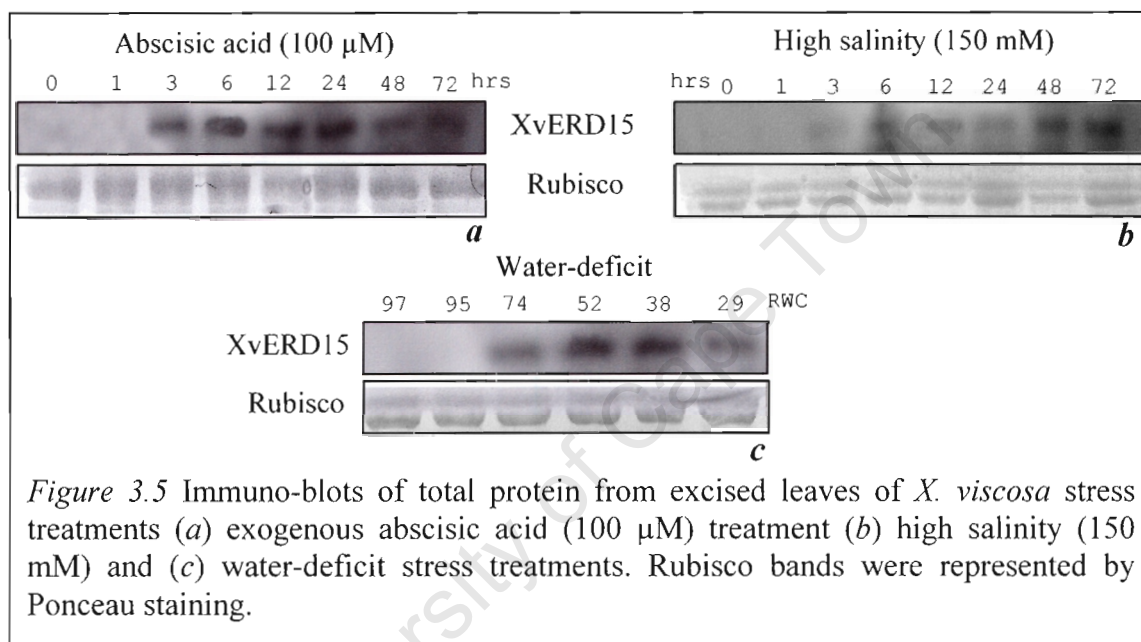 Abscisic acid (100 µM)
0 1 3 6 12 24 48 72 hrs
XvERD15
Rubisco
a
High salinity (150 mM)
hrs 0 1 3 6 12 24 48 72
b
Water-deficit
97 95 74 52 38 29 RWC
XvERD15
Rubisco
c
Figure 3.5 Immuno-blots of total protein from excised leaves of X. viscosa stress
treatments (a) exogenous abscisic acid (100 µM) treatment (b) high salinity (150
mM) and (c) water-deficit stress treatments. Rubisco bands were represented by
Ponceau staining.
rsity of Cape Town